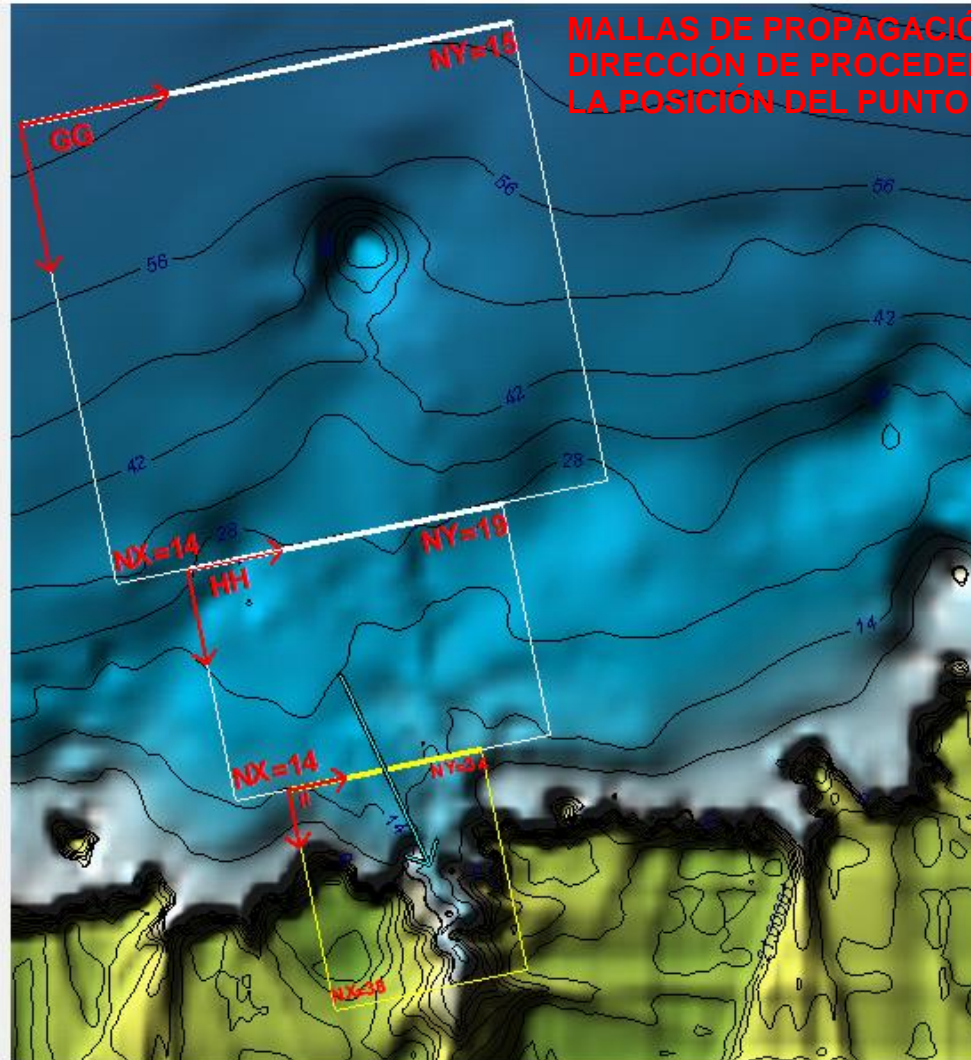 MALLAS DE PROPAGACIÓ
DIRECCIÓN DE PROCEDE
LA POSICIÓN DEL PUNTO
NY=15
GG
56
56
56
42
42
42
28
28
NX=14
NY=19
HH
14
NX=14
NY=34
II
14
NX=38